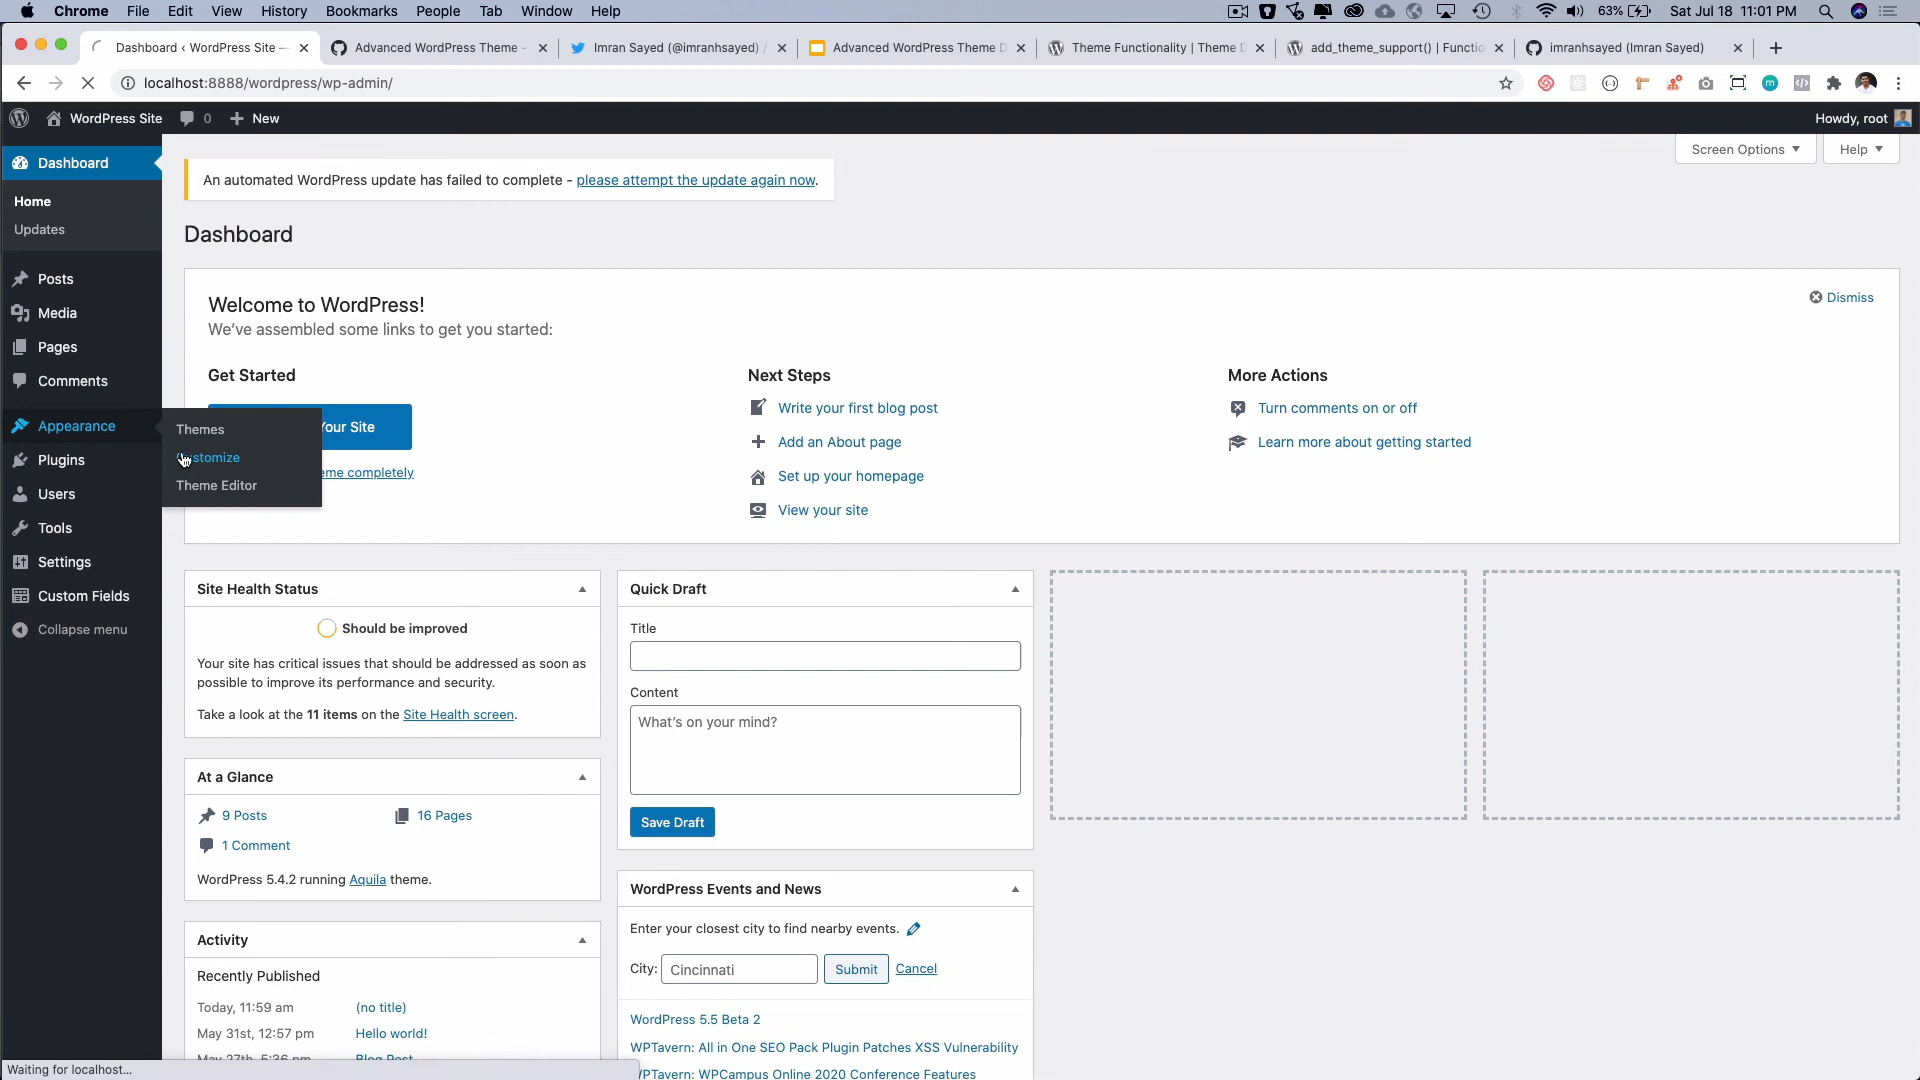 Chrome File Edit View History Bookmarks People Tab Window Help 63% Sat Jul 18 11:01 PM
Dashboard ‹ WordPress Site — Advanced WordPress Theme - Imran Sayed (@imranhsayed) / Advanced WordPress Theme D Theme Functionality | Theme D add_theme_support() | Functio imranhsayed (Imran Sayed)
localhost:8888/wordpress/wp-admin/
WordPress Site 0 New Howdy, root
Screen Options Help
Dashboard
Home
Updates
Posts
Media
Pages
Comments
Appearance
Plugins
Users
Tools
Settings
Custom Fields
Collapse menu
Themes
Customize
Theme Editor
An automated WordPress update has failed to complete - please attempt the update again now.
Dashboard
Welcome to WordPress!
Dismiss
We've assembled some links to get you started:
Get Started
Your Site
eme completely
Next Steps
Write your first blog post
Add an About page
Set up your homepage
View your site
More Actions
Turn comments on or off
Learn more about getting started
Site Health Status
Should be improved
Your site has critical issues that should be addressed as soon as
possible to improve its performance and security.
Take a look at the 11 items on the Site Health screen.
At a Glance
9 Posts 16 Pages
1 Comment
WordPress 5.4.2 running Aquila theme.
Activity
Recently Published
Today, 11:59 am (no title)
May 31st, 12:57 pm Hello world!
May 27th, 5:36 pm Blog Post
Quick Draft
Title
Content
What's on your mind?
Save Draft
WordPress Events and News
Enter your closest city to find nearby events.
City: Cincinnati Submit Cancel
WordPress 5.5 Beta 2
WPTavern: All in One SEO Pack Plugin Patches XSS Vulnerability
WPTavern: WPCampus Online 2020 Conference Features
Waiting for localhost...